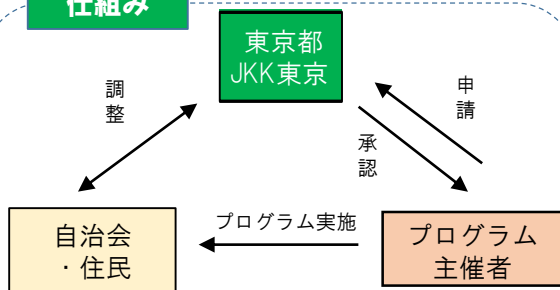 仕組み
東京都
JKK東京
調整
申請
承認
プログラム実施
自治会
・住民
プログラム
主催者